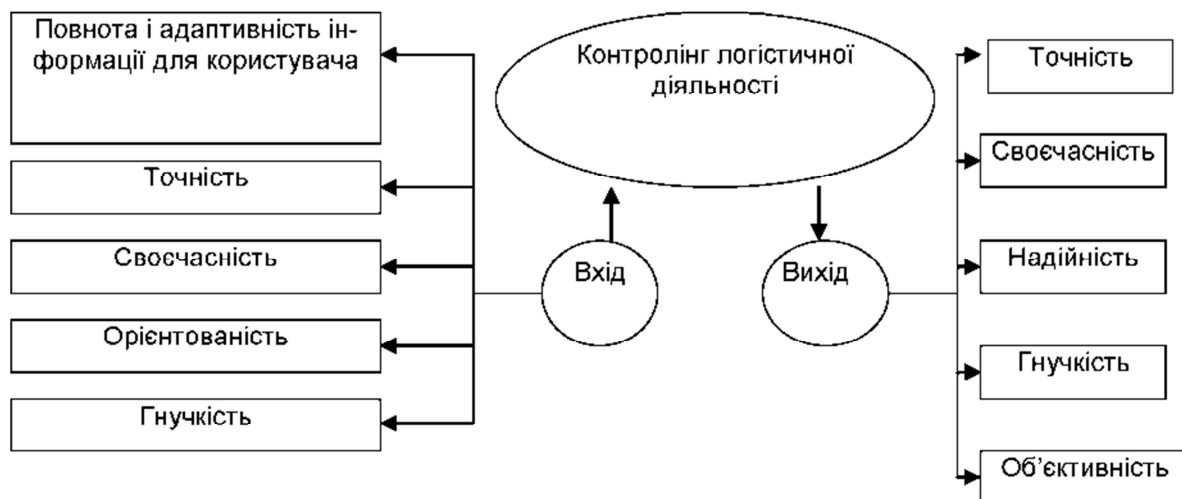 Повнота і адаптивність ін-
формації для користувача
Точність
Своєчасність
Орієнтованість
Гнучкість
Контролінг логістичної
діяльності
Вхід
Вихід
Точність
Своєчасність
Надійність
Гнучкість
Об’єктивність